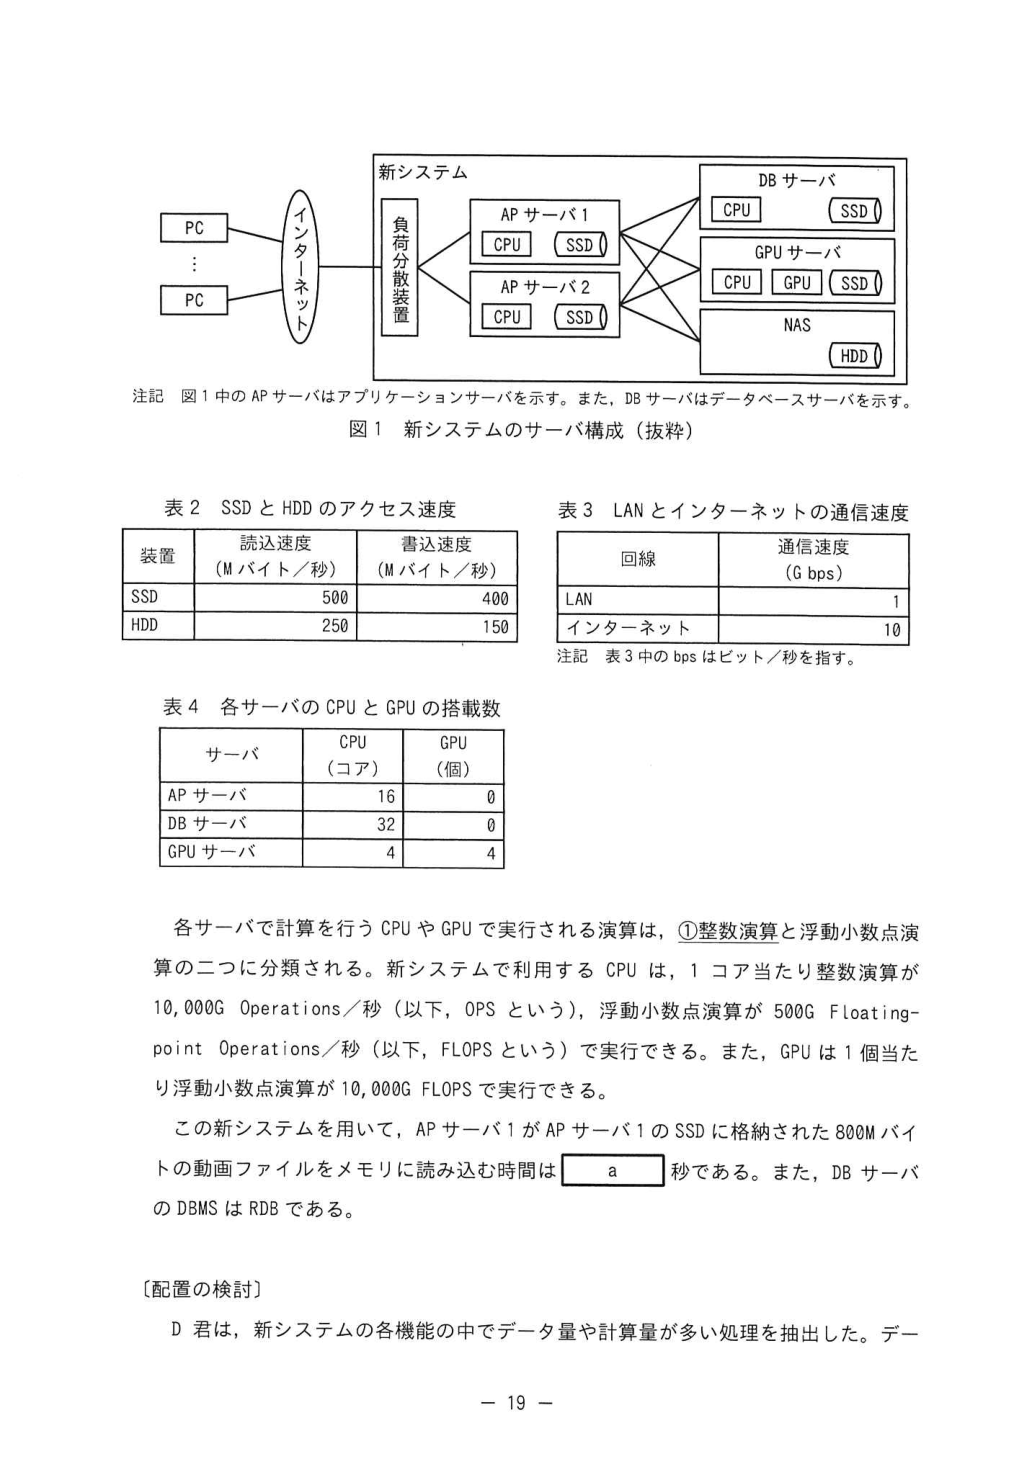 新システム
DB サーバ
CPU
SSD
PC
⋮
PC
インターネット
負荷分散装置
AP サーバ 1
CPU
SSD
AP サーバ 2
CPU
SSD
GPU サーバ
CPU
GPU
SSD
NAS
HDD
注記 図 1 中の AP サーバはアプリケーションサーバを示す。また，DB サーバはデータベースサーバを示す。
図 1 新システムのサーバ構成（抜粋）
表 2 SSD と HDD のアクセス速度
装置 読込速度（M バイト／秒） 書込速度（M バイト／秒）
SSD 500 400
HDD 250 150
表 3 LAN とインターネットの通信速度
回線 通信速度（G bps）
LAN 1
インターネット 10
注記 表 3 中の bps はビット／秒を指す。
表 4 各サーバの CPU と GPU の搭載数
サーバ CPU（コア） GPU（個）
AP サーバ 16 0
DB サーバ 32 0
GPU サーバ 4 4
各サーバで計算を行う CPU や GPU で実行される演算は，①整数演算と浮動小数点演
算の二つに分類される。新システムで利用する CPU は，1 コア当たり整数演算が
10,000G Operations／秒（以下，OPS という），浮動小数点演算が 500G Floating-
point Operations／秒（以下，FLOPS という）で実行できる。また，GPU は 1 個当た
り浮動小数点演算が 10,000G FLOPS で実行できる。
この新システムを用いて，AP サーバ 1 が AP サーバ 1 の SSD に格納された 800M バイ
トの動画ファイルをメモリに読み込む時間は a 秒である。また，DB サーバ
の DBMS は RDB である。
〔配置の検討〕
D 君は，新システムの各機能の中でデータ量や計算量が多い処理を抽出した。デー
— 19 —